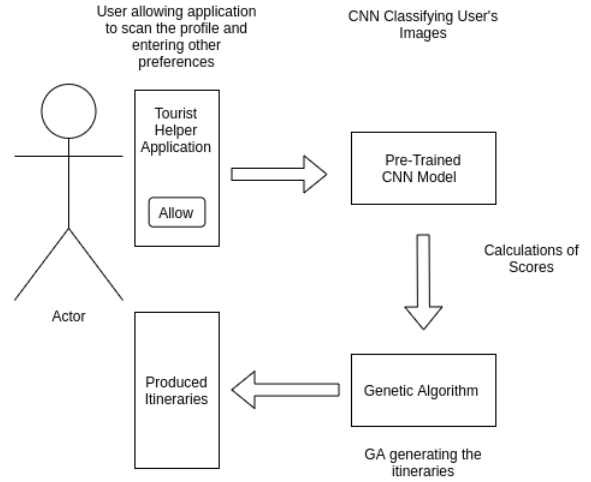 User allowing application
to scan the profile and
entering other
preferences
CNN Classifying User's
Images
Tourist
Helper
Application
Allow
Pre-Trained
CNN Model
Calculations of
Scores
Actor
Produced
Itineraries
Genetic Algorithm
GA generating the
itineraries